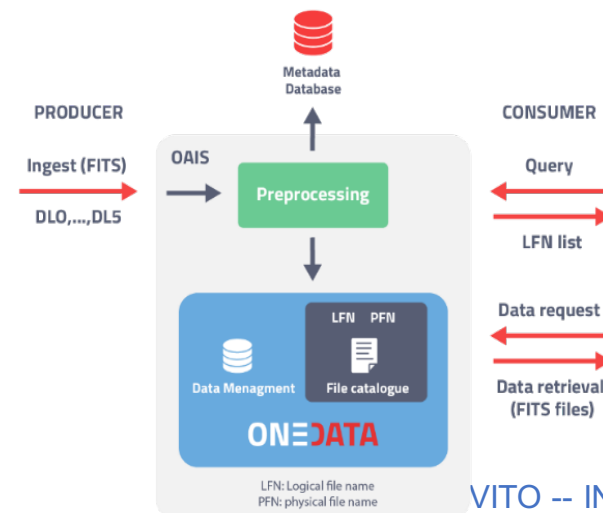 Metadata
Database
PRODUCER
CONSUMER
Ingest (FITS)
OAIS
Query
Preprocessing
DLO,...,DL5
LFN list
LFN PFN
Data request
Data Menagment
File catalogue
Data retrieval
(FITS files)
ONEDATA
LFN: Logical file name
PFN: physical file name
VITO -- IN